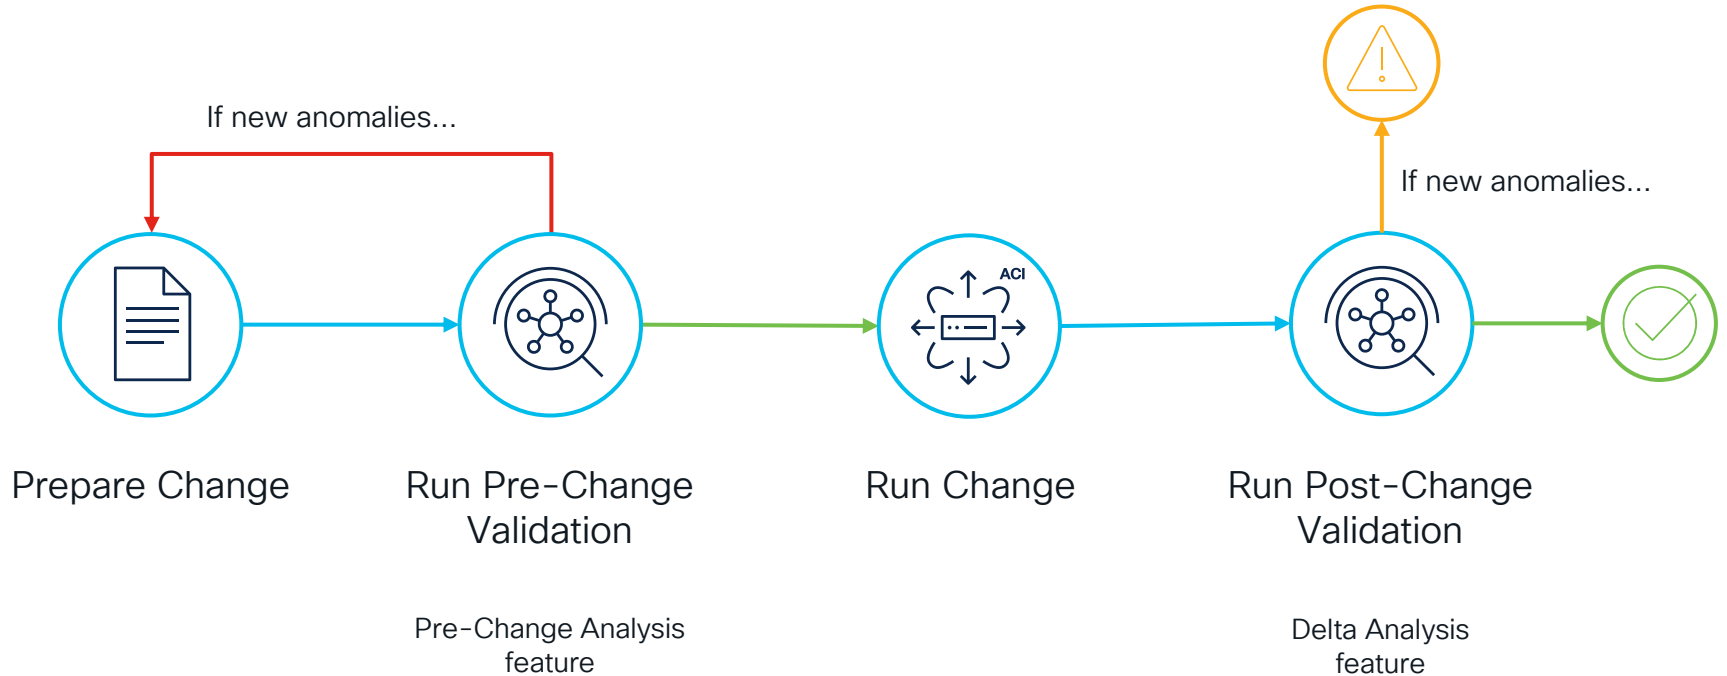 If new anomalies...
If new anomalies...
ACI
Prepare Change
Run Pre-Change
Validation
Run Change
Run Post-Change
Validation
Pre-Change Analysis
feature
Delta Analysis
feature